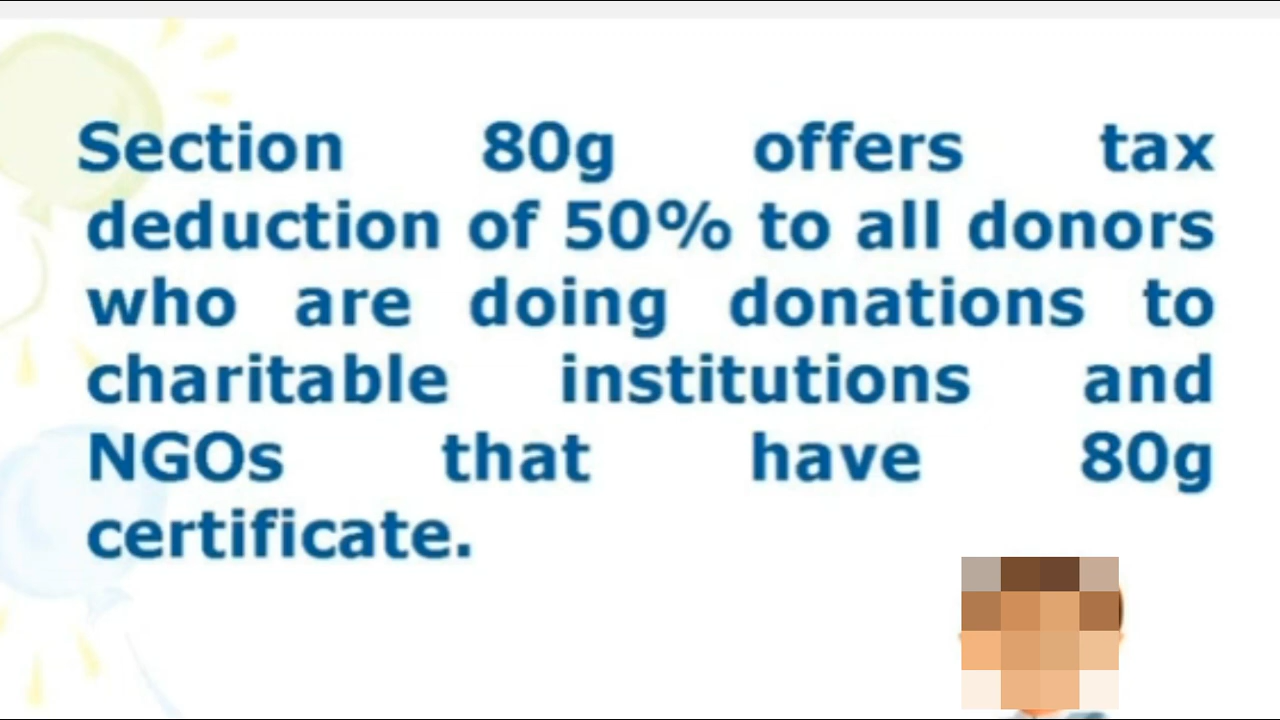 Section 80g offers tax
deduction of 50% to all donors
who are doing donations to
charitable institutions and
NGOs that have 80g
certificate.